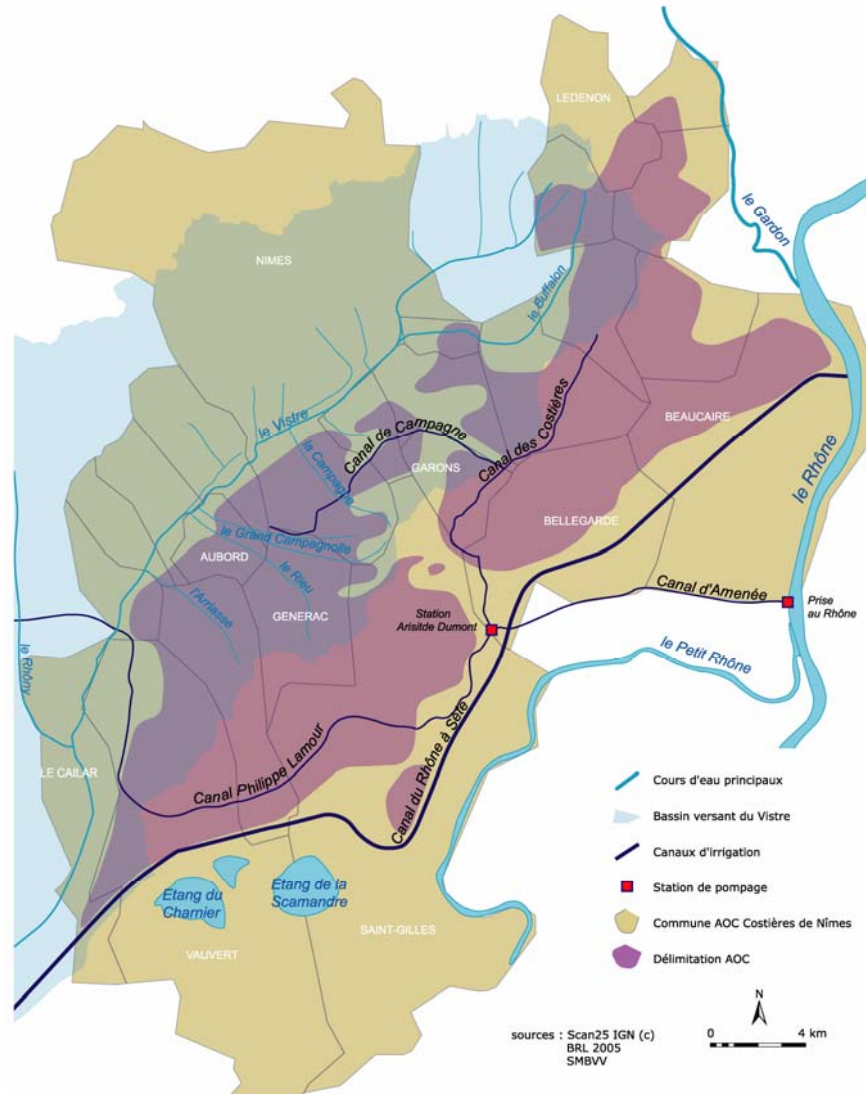 LEDENON
le Gardon
NIMES
le Buffalon
le Vistre
la Campagne
Canal de Campagne
Canal des Costières
GARONS
BEAUCAIRE
le Rhône
BELLEGARDE
le Grand Campagnolle
AUBORD
le Rieu
l'Arriasse
GENERAC
Canal d'Amenée
Prise
au Rhône
Station
Arisitde Dumont
le Petit Rhône
le Rhôny
LE CAILAR
Canal Philippe Lamour
Canal du Rhône à Sète
Etang du
Charnier
Etang de la
Scamandre
SAINT-GILLES
VAUVERT
Cours d'eau principaux
Bassin versant du Vistre
Canaux d'irrigation
Station de pompage
Commune AOC Costières de Nîmes
Délimitation AOC
N
0 4 km
sources : Scan25 IGN (c)
BRL 2005
SMBVV